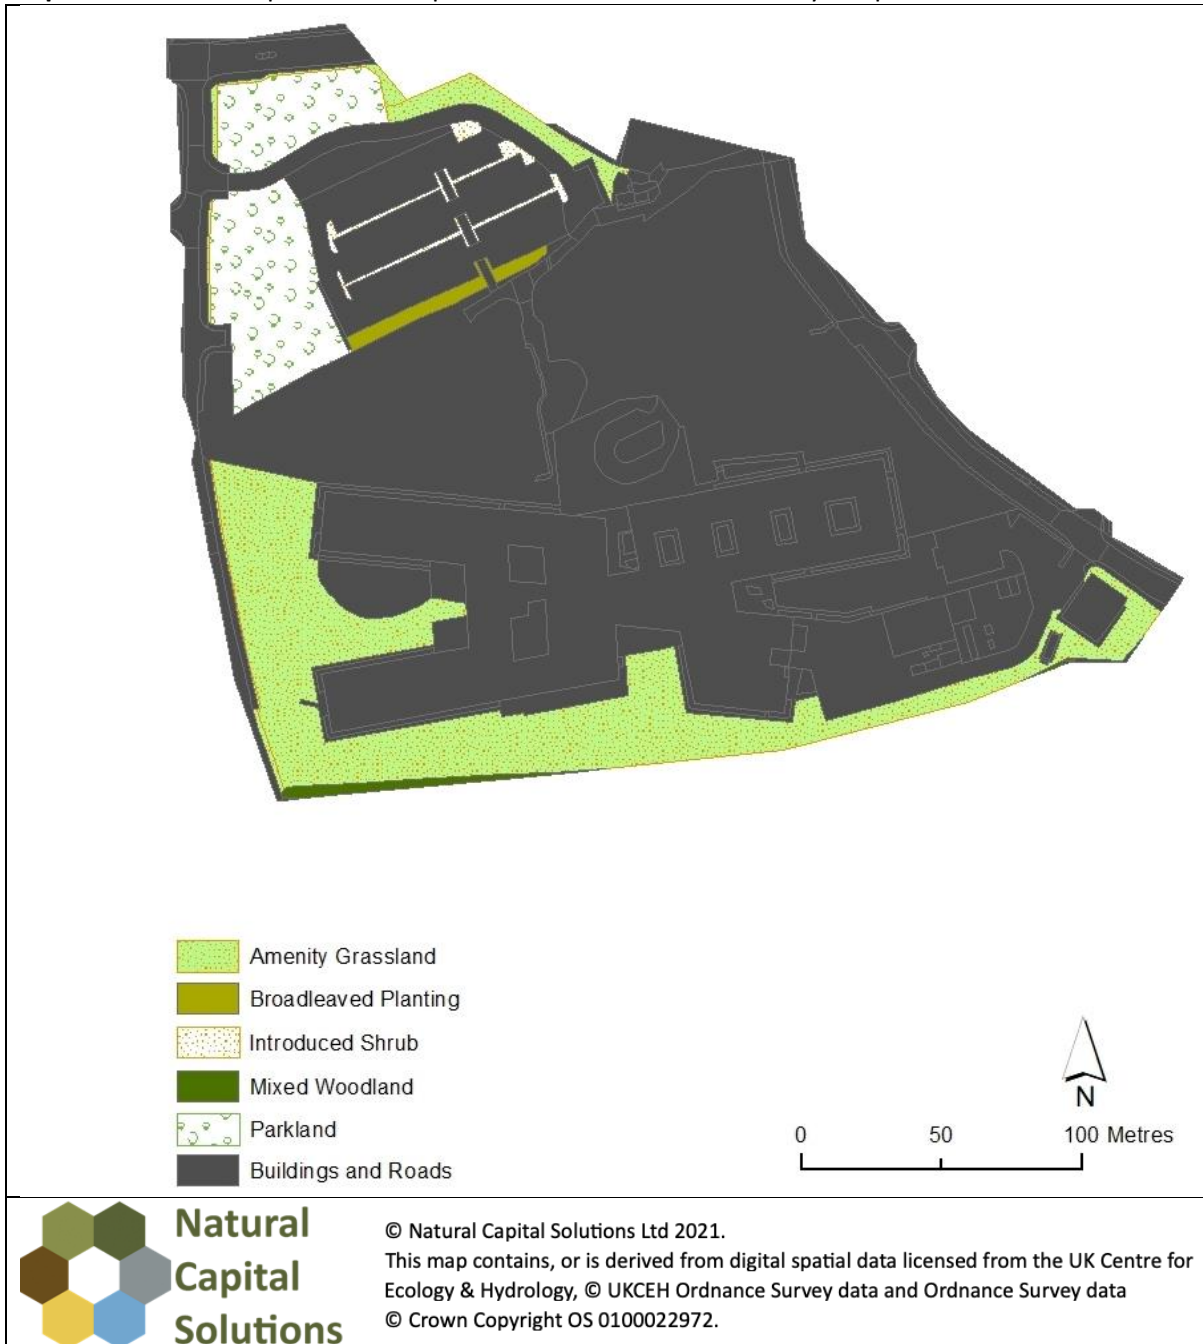 Amenity Grassland
Broadleaved Planting
Introduced Shrub
Mixed Woodland
Parkland
Buildings and Roads
N
0 50 100 Metres
Natural
Capital
Solutions
© Natural Capital Solutions Ltd 2021.
This map contains, or is derived from digital spatial data licensed from the UK Centre for
Ecology & Hydrology, © UKCEH Ordnance Survey data and Ordnance Survey data
© Crown Copyright OS 0100022972.